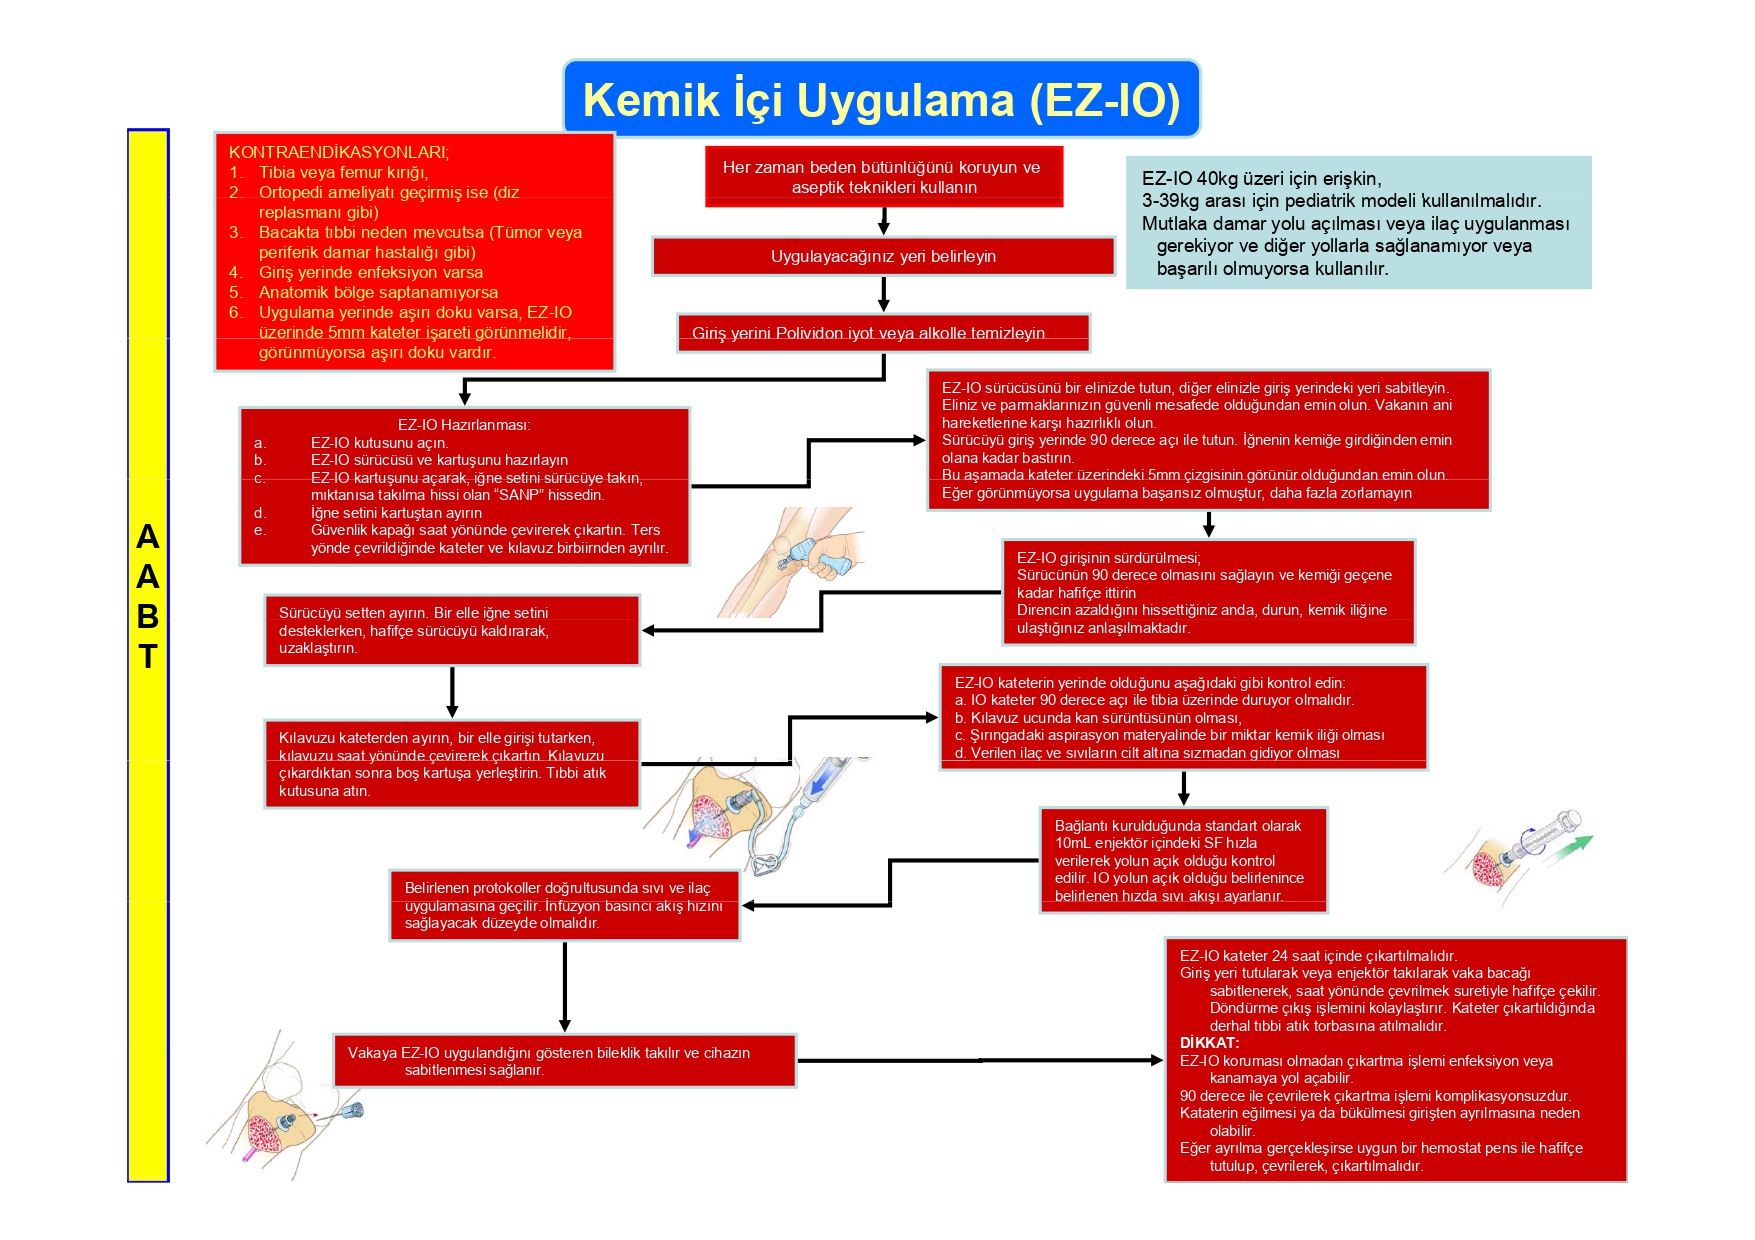 Kemik İçi Uygulama (EZ-IO)
A
A
B
T
KONTRAENDİKASYONLARI;
1. Tibia veya femur kırığı,
2. Ortopedi ameliyatı geçirmiş ise (diz
replasmanı gibi)
3. Bacakta tıbbi neden mevcutsa (Tümor veya
periferik damar hastalığı gibi)
4. Giriş yerinde enfeksiyon varsa
5. Anatomik bölge saptanamıyorsa
6. Uygulama yerinde aşırı doku varsa, EZ-IO
üzerinde 5mm kateter işareti görünmelidir,
görünmüyorsa aşırı doku vardır.
Her zaman beden bütünlüğünü koruyun ve
aseptik teknikleri kullanın
EZ-IO 40kg üzeri için erişkin,
3-39kg arası için pediatrik modeli kullanılmalıdır.
Mutlaka damar yolu açılması veya ilaç uygulanması
gerekiyor ve diğer yollarla sağlanamıyor veya
başarılı olmuyorsa kullanılır.
Uygulayacağınız yeri belirleyin
Giriş yerini Polividon iyot veya alkolle temizleyin
EZ-IO Hazırlanması:
a. EZ-IO kutusunu açın.
b. EZ-IO sürücüsü ve kartuşunu hazırlayın
c. EZ-IO kartuşunu açarak, iğne setini sürücüye takın,
mıktanısa takılma hissi olan “SANP” hissedin.
d. İğne setini kartuştan ayırın
e. Güvenlik kapağı saat yönünde çevirerek çıkartın. Ters
yönde çevrildiğinde kateter ve kılavuz birbiirnden ayrılır.
EZ-IO sürücüsünü bir elinizde tutun, diğer elinizle giriş yerindeki yeri sabitleyin.
Eliniz ve parmaklarınızın güvenli mesafede olduğundan emin olun. Vakanın ani
hareketlerine karşı hazırlıklı olun.
Sürücüyü giriş yerinde 90 derece açı ile tutun. İğnenin kemiğe girdiğinden emin
olana kadar bastırın.
Bu aşamada kateter üzerindeki 5mm çizgisinin görünür olduğundan emin olun.
Eğer görünmüyorsa uygulama başarısız olmuştur, daha fazla zorlamayın
EZ-IO girişinin sürdürülmesi;
Sürücünün 90 derece olmasını sağlayın ve kemiği geçene
kadar hafifçe ittirin
Direncin azaldığını hissettiğiniz anda, durun, kemik iliğine
ulaştığınız anlaşılmaktadır.
Sürücüyü setten ayırın. Bir elle iğne setini
desteklerken, hafifçe sürücüyü kaldırarak,
uzaklaştırın.
Kılavuzu kateterden ayırın, bir elle girişi tutarken,
kılavuzu saat yönünde çevirerek çıkartın. Kılavuzu
çıkardıktan sonra boş kartuşa yerleştirin. Tıbbi atık
kutusuna atın.
EZ-IO kateterin yerinde olduğunu aşağıdaki gibi kontrol edin:
a. IO kateter 90 derece açı ile tibia üzerinde duruyor olmalıdır.
b. Kılavuz ucunda kan sürüntüsünün olması,
c. Şırıngadaki aspirasyon materyalinde bir miktar kemik iliği olması
d. Verilen ilaç ve sıvıların cilt altına sızmadan gidiyor olması
Bağlantı kurulduğunda standart olarak
10mL enjektör içindeki SF hızla
verilerek yolun açık olduğu kontrol
edilir. IO yolun açık olduğu belirlenince
belirlenen hızda sıvı akışı ayarlanır.
Belirlenen protokoller doğrultusunda sıvı ve ilaç
uygulamasına geçilir. İnfüzyon basıncı akış hızını
sağlayacak düzeyde olmalıdır.
Vakaya EZ-IO uygulandığını gösteren bileklik takılır ve cihazın
sabitlenmesi sağlanır.
EZ-IO kateter 24 saat içinde çıkartılmalıdır.
Giriş yeri tutularak veya enjektör takılarak vaka bacağı
sabitlenerek, saat yönünde çevrilmek suretiyle hafifçe çekilir.
Döndürme çıkış işlemini kolaylaştırır. Kateter çıkartıldığında
derhal tıbbi atık torbasına atılmalıdır.
DİKKAT:
EZ-IO koruması olmadan çıkartma işlemi enfeksiyon veya
kanamaya yol açabilir.
90 derece ile çevrilerek çıkartma işlemi komplikasyonsuzdur.
Kataterin eğilmesi ya da bükülmesi girişten ayrılmasına neden
olabilir.
Eğer ayrılma gerçekleşirse uygun bir hemostat pens ile hafifçe
tutulup, çevrilerek, çıkartılmalıdır.